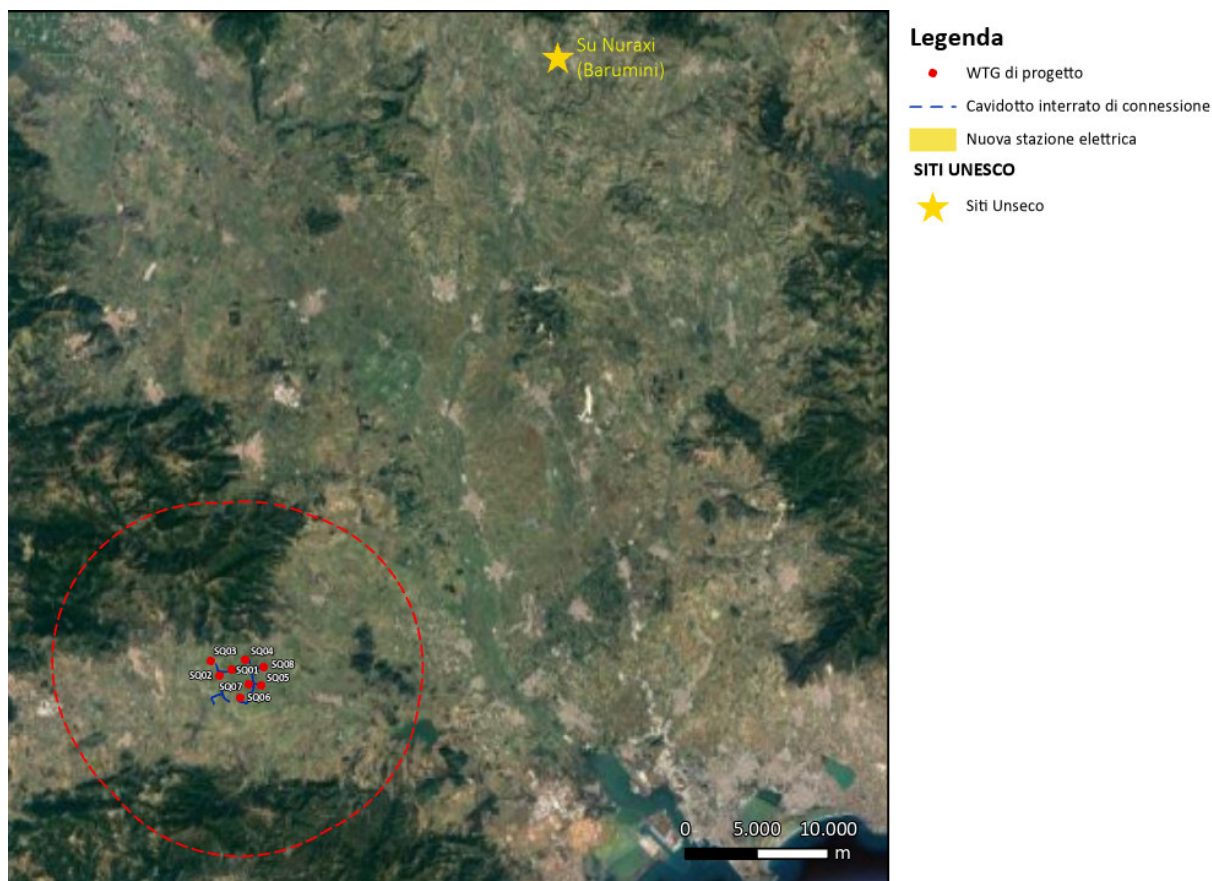 Su Nuraxi
(Barumini)
SQ03
SQ04
SQ01
SQ08
SQ02
SQ07
SQ05
SQ06
0 5.000 10.000
m
Legenda
WTG di progetto
Cavidotto interrato di connessione
Nuova stazione elettrica
SITI UNESCO
Siti Unseco